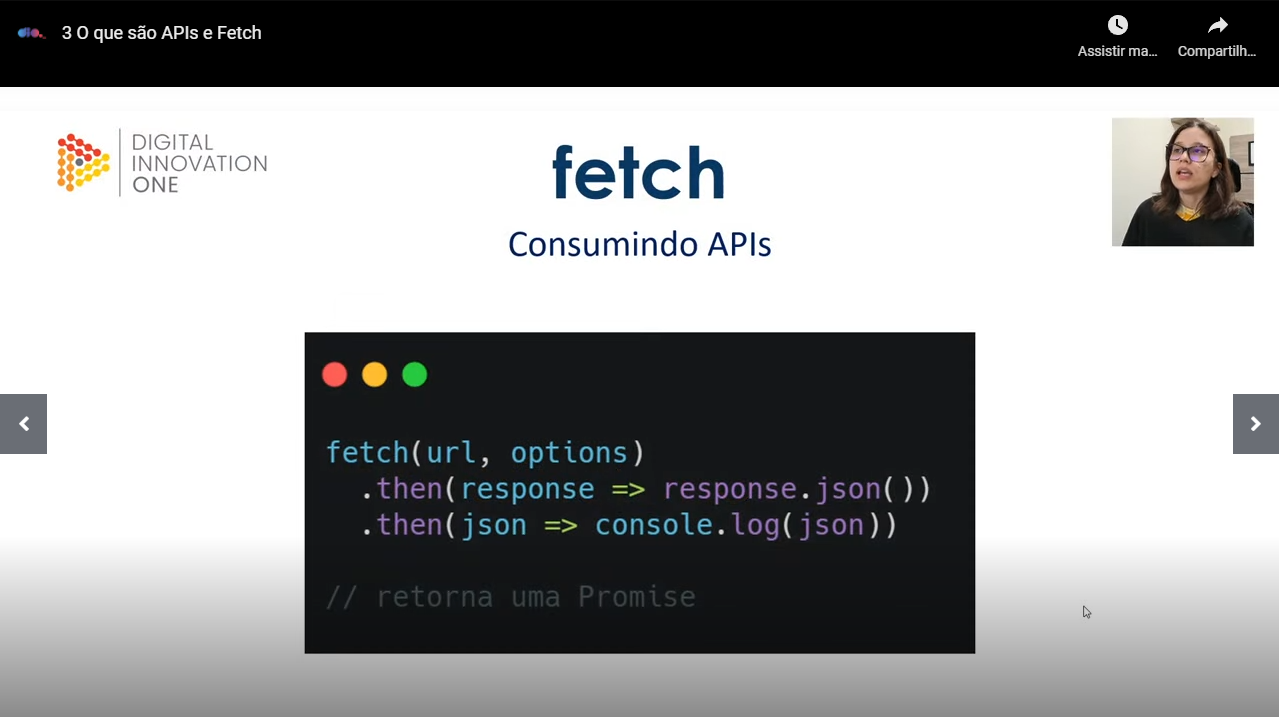 dio.
3 O que são APIs e Fetch
Assistir ma...
Compartilh...
DIGITAL
INNOVATION
ONE
fetch
Consumindo APIs
fetch(url, options)
.then(response => response.json())
.then(json => console.log(json))
// retorna uma Promise